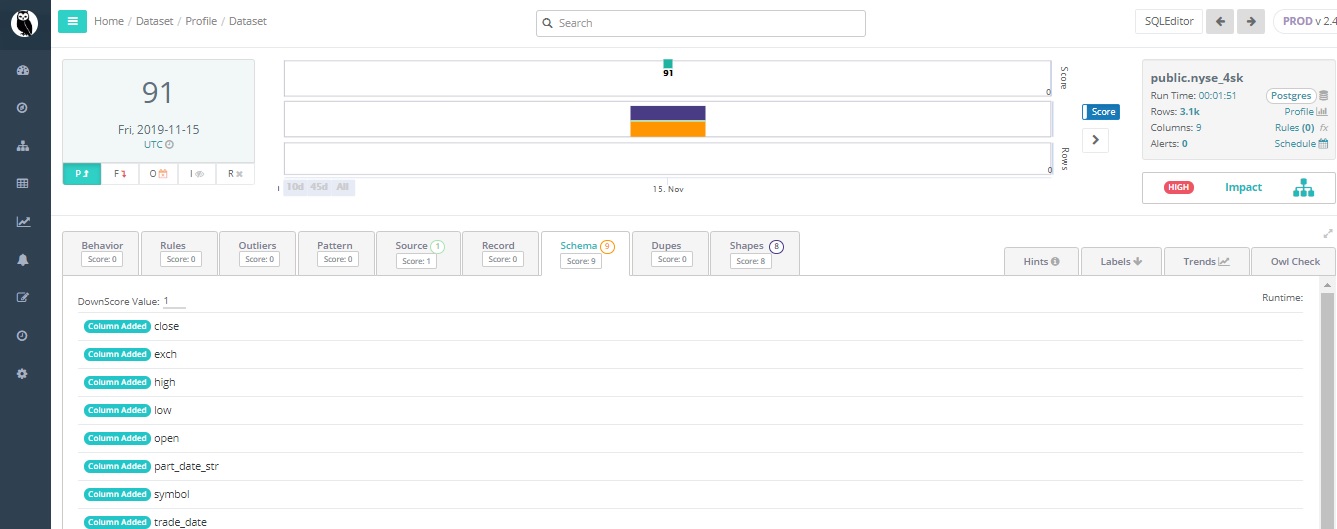 Home / Dataset / Profile / Dataset
Search
SQLEditor
PROD v 2.4
91
Fri, 2019-11-15
UTC
P
F
O
I
R
91
Score
0
Rows
0
10d 45d All
15. Nov
Score
public.nyse_4sk
Run Time: 00:01:51 Postgres
Rows: 3.1k Profile
Columns: 9 Rules (0) fx
Alerts: 0 Schedule
HIGH Impact
Behavior
Score: 0
Rules
Score: 0
Outliers
Score: 0
Pattern
Score: 0
Source 1
Score: 1
Record
Score: 0
Schema 9
Score: 9
Dupes
Score: 0
Shapes 8
Score: 8
Hints
Labels
Trends
Owl Check
DownScore Value: 1
Runtime:
Column Added close
Column Added exch
Column Added high
Column Added low
Column Added open
Column Added part_date_str
Column Added symbol
Column Added trade_date